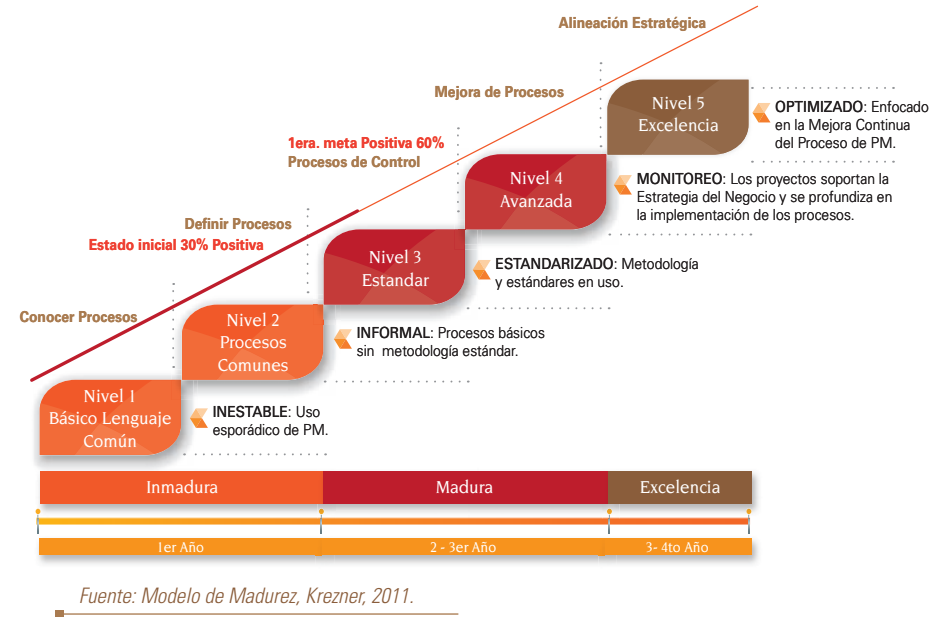 Alineación Estratégica
Mejora de Procesos
1era. meta Positiva 60%
Procesos de Control
Definir Procesos
Estado inicial 30% Positiva
Conocer Procesos
Nivel 5
Excelencia
OPTIMIZADO: Enfocado
en la Mejora Continua
del Proceso de PM.
Nivel 4
Avanzada
MONITOREO: Los proyectos soportan la
Estrategia del Negocio y se profundiza en
la implementación de los procesos.
Nivel 3
Estandar
ESTANDARIZADO: Metodología
y estándares en uso.
Nivel 2
Procesos
Comunes
INFORMAL: Procesos básicos
sin metodología estándar.
Nivel 1
Básico Lenguaje
Común
INESTABLE: Uso
esporádico de PM.
Inmadura
Madura
Excelencia
1er Año
2 - 3er Año
3- 4to Año
Fuente: Modelo de Madurez, Krezner, 2011.